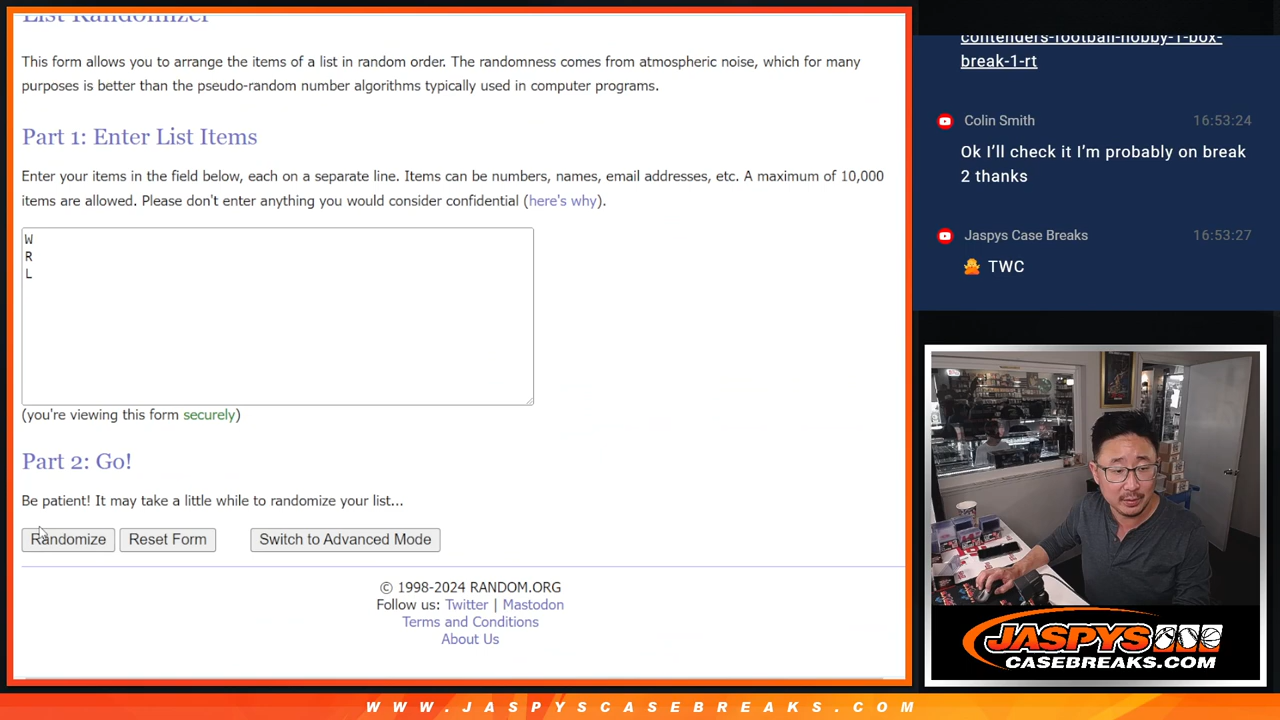 List Randomizer
This form allows you to arrange the items of a list in random order. The randomness comes from atmospheric noise, which for many
purposes is better than the pseudo-random number algorithms typically used in computer programs.
Part 1: Enter List Items
Enter your items in the field below, each on a separate line. Items can be numbers, names, email addresses, etc. A maximum of 10,000
items are allowed. Please don't enter anything you would consider confidential (here's why).
W
R
L
(you're viewing this form securely)
Part 2: Go!
Be patient! It may take a little while to randomize your list...
Randomize Reset Form Switch to Advanced Mode
© 1998-2024 RANDOM.ORG
Follow us: Twitter | Mastodon
Terms and Conditions
About Us
contenders-football-hobby-1-box-
break-1-rt
Colin Smith 16:53:24
Ok I'll check it I'm probably on break
2 thanks
Jaspys Case Breaks 16:53:27
🙅 TWC
JASPYS
CASEBREAKS.COM
WWW.JASPYSCASEBREAKS.COM